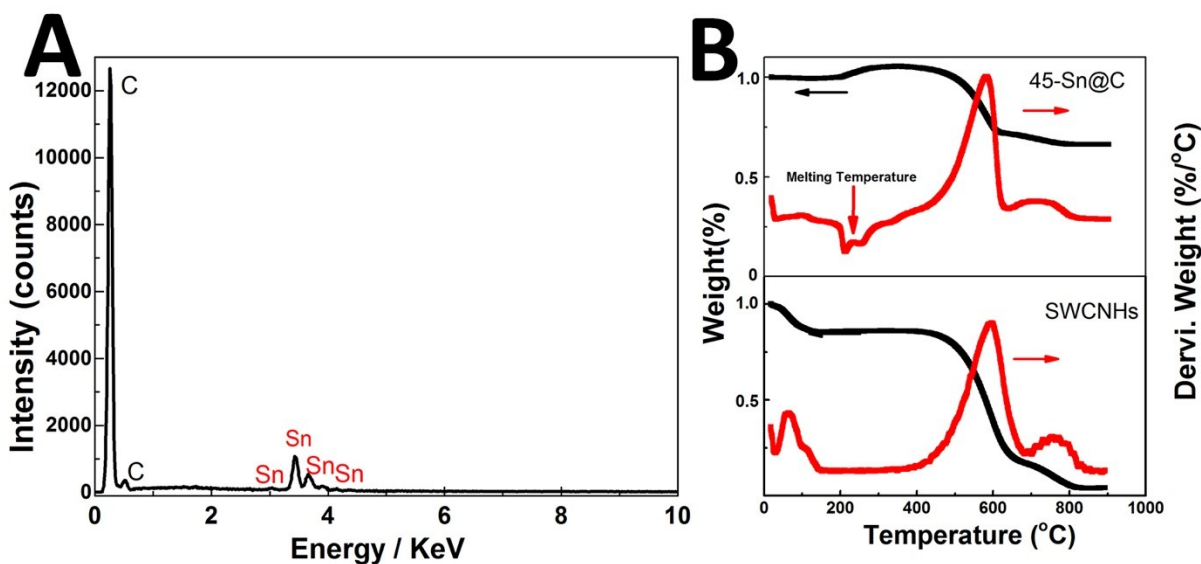 A
C
C
Sn
Sn
Sn
Sn
Intensity (counts)
12000
10000
8000
6000
4000
2000
0
0
2
4
6
8
10
Energy / KeV
B
45-Sn@C
Melting Temperature
1.0
0.5
0
SWCNHs
1.0
0.5
Weight(%)
Dervi. Weight (%/°C)
0
200
400
600
800
1000
Temperature (°C)